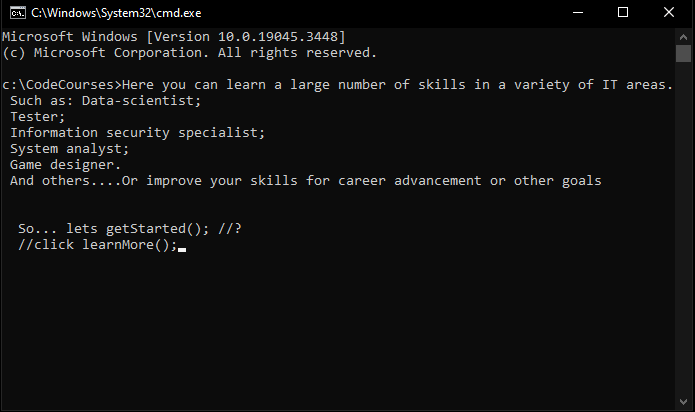 C:\Windows\System32\cmd.exe
Microsoft Windows [Version 10.0.19045.3448]
(c) Microsoft Corporation. All rights reserved.
c:\CodeCourses>Here you can learn a large number of skills in a variety of IT areas.
Such as: Data-scientist;
Tester;
Information security specialist;
System analyst;
Game designer.
And others....Or improve your skills for career advancement or other goals
So... lets getStarted(); //?
//click learnMore();